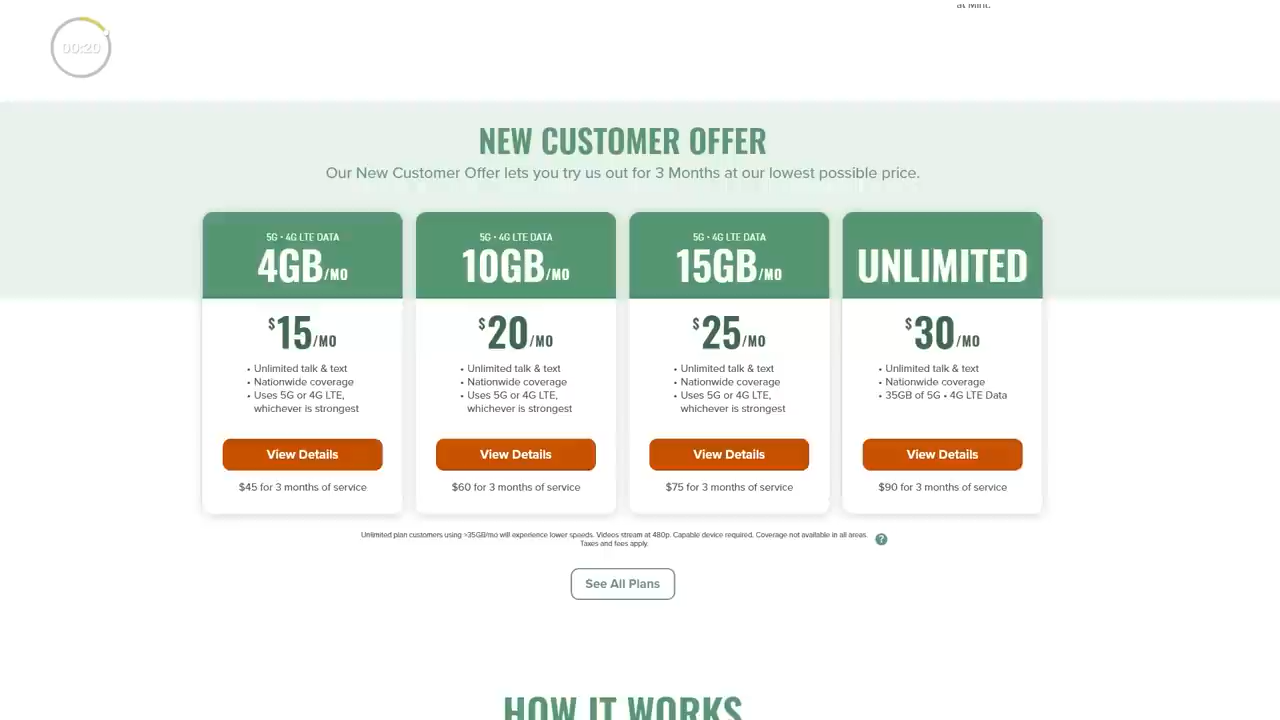 at Mint.
00:20
NEW CUSTOMER OFFER
Our New Customer Offer lets you try us out for 3 Months at our lowest possible price.
5G • 4G LTE DATA
4GB/MO
$15/MO
• Unlimited talk & text
• Nationwide coverage
• Uses 5G or 4G LTE,
whichever is strongest
View Details
$45 for 3 months of service
5G • 4G LTE DATA
10GB/MO
$20/MO
• Unlimited talk & text
• Nationwide coverage
• Uses 5G or 4G LTE,
whichever is strongest
View Details
$60 for 3 months of service
5G • 4G LTE DATA
15GB/MO
$25/MO
• Unlimited talk & text
• Nationwide coverage
• Uses 5G or 4G LTE,
whichever is strongest
View Details
$75 for 3 months of service
UNLIMITED
$30/MO
• Unlimited talk & text
• Nationwide coverage
• 35GB of 5G • 4G LTE Data
View Details
$90 for 3 months of service
Unlimited plan customers using >35GB/mo will experience lower speeds. Videos stream at 480p. Capable device required. Coverage not available in all areas.
Taxes and fees apply.
?
See All Plans
HOW IT WORKS